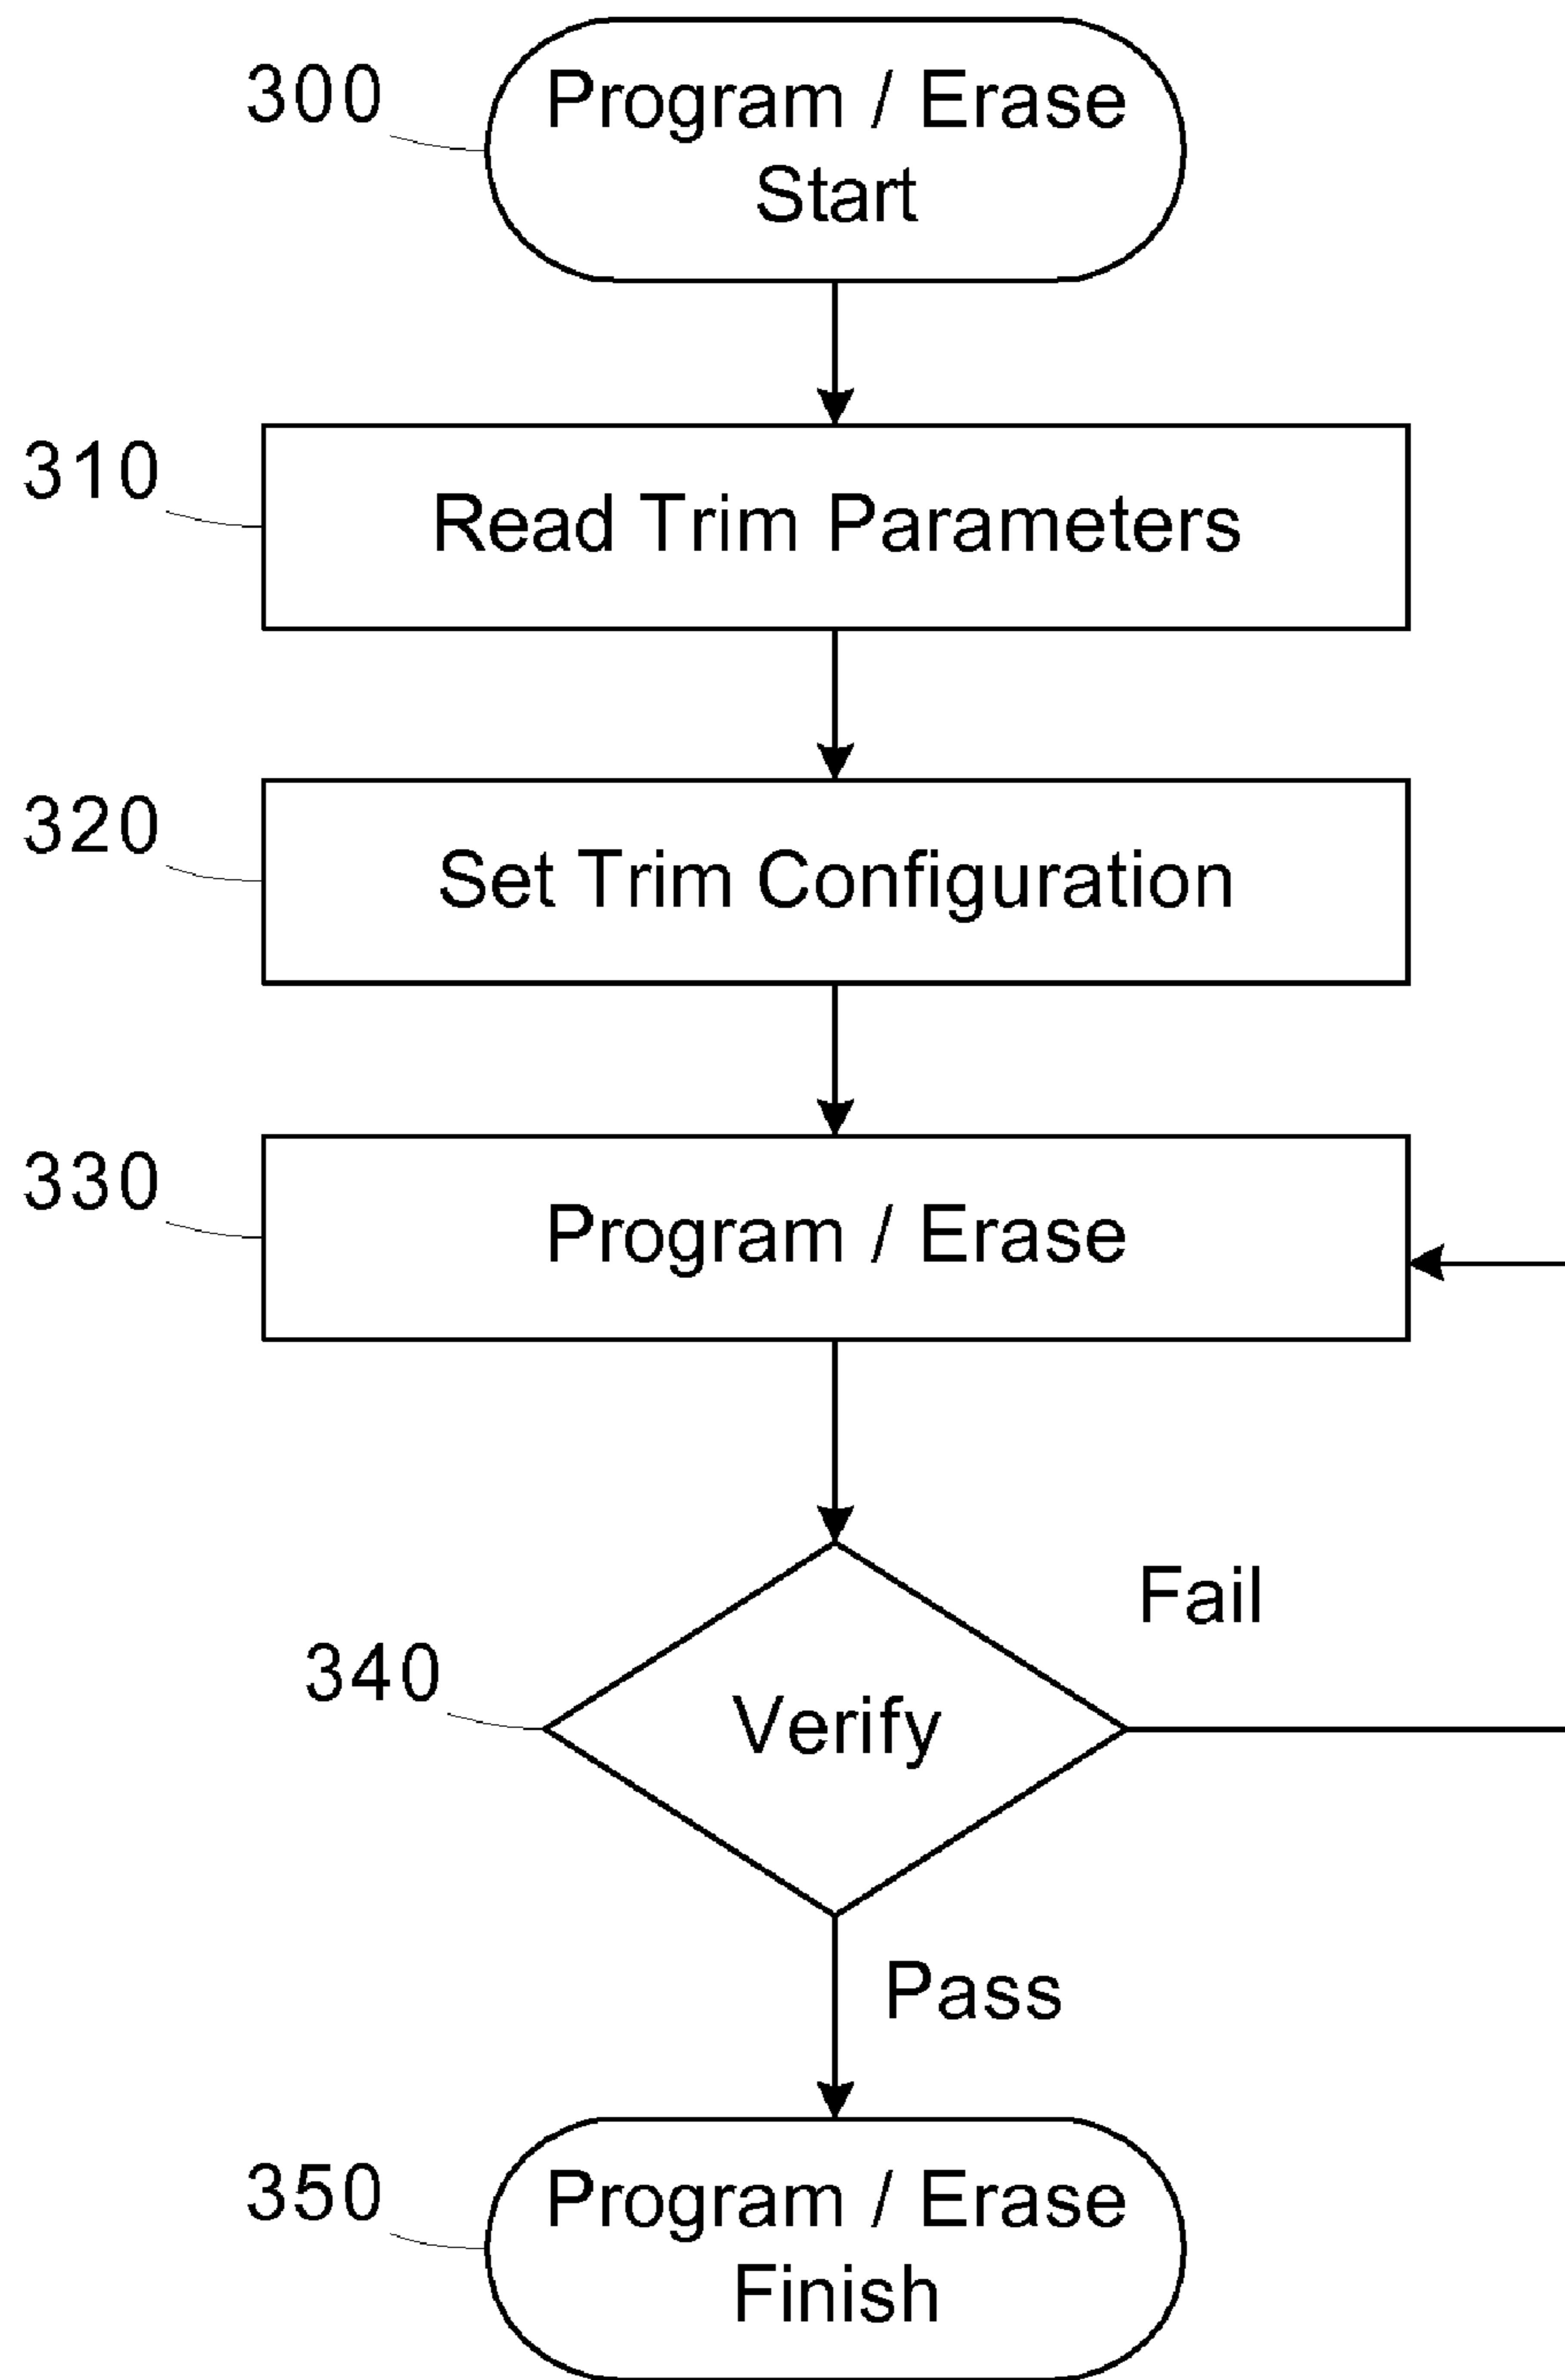 300
Program / Erase
Start
310
Read Trim Parameters
320
Set Trim Configuration
330
Program / Erase
Fail
340
Verify
Pass
350
Program / Erase
Finish